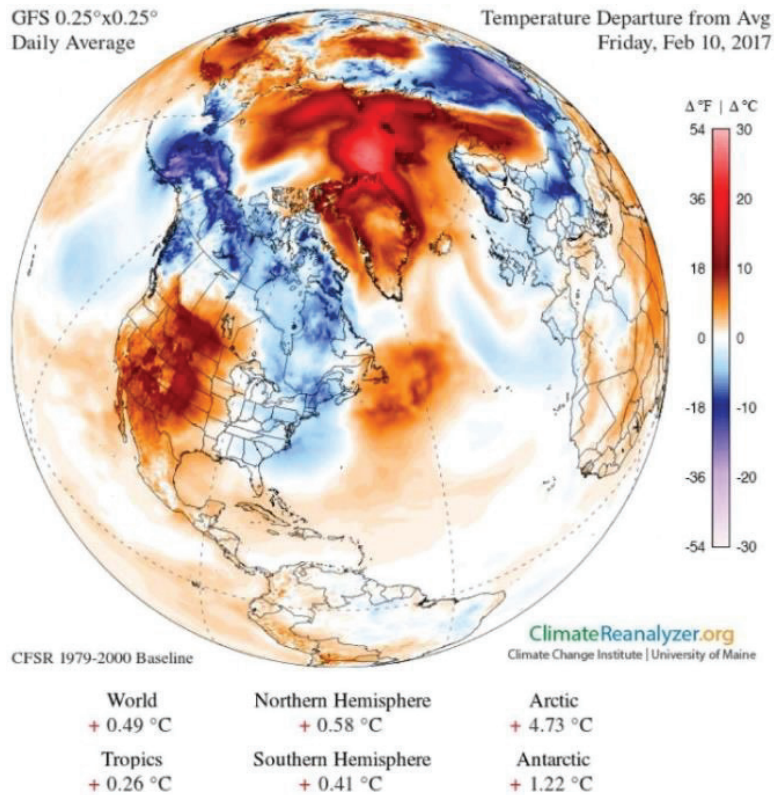 GFS 0.25°x0.25°
Daily Average
Temperature Departure from Avg
Friday, Feb 10, 2017
Δ °F | Δ °C
54 30
36 20
18 10
0 0
-18 -10
-36 -20
-54 -30
ClimateReanalyzer.org
Climate Change Institute | University of Maine
CFSR 1979-2000 Baseline
World
+ 0.49 °C
Northern Hemisphere
+ 0.58 °C
Arctic
+ 4.73 °C
Tropics
+ 0.26 °C
Southern Hemisphere
+ 0.41 °C
Antarctic
+ 1.22 °C